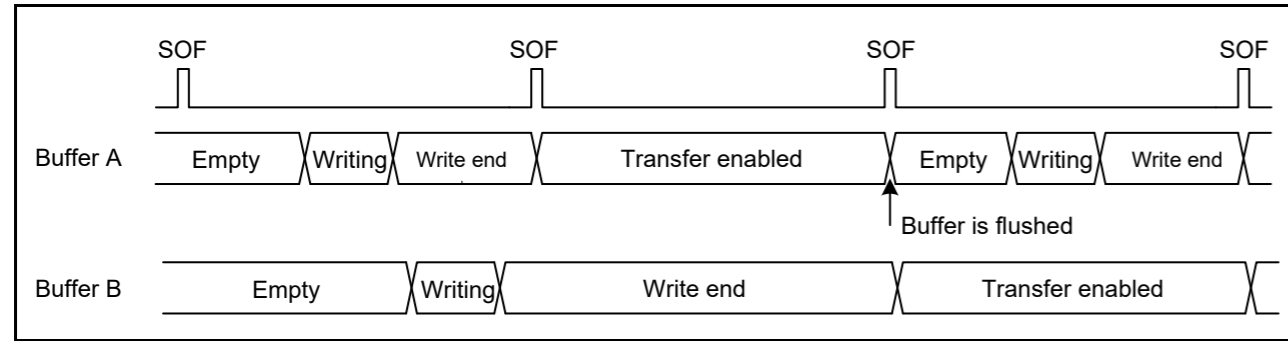 SOF SOF SOF SOF
Buffer A Empty Writing Write end Transfer enabled Empty Writing Write end
Buffer is flushed
Buffer B Empty Writing Write end Transfer enabled